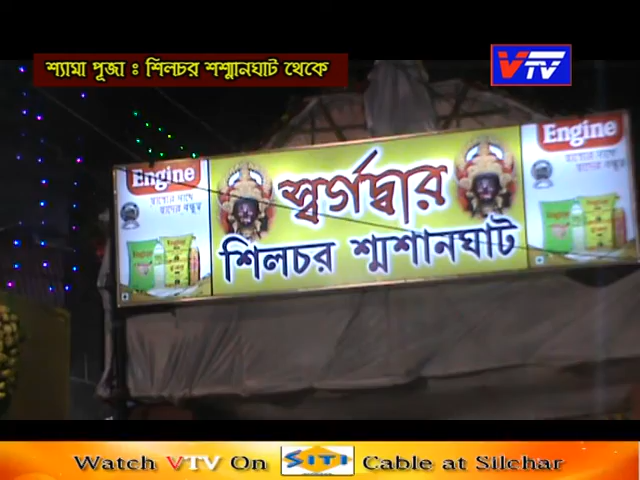 শ্যামা পূজা ঃ শিলচর শশ্মানঘাট থেকে
VTV
Engine
স্বর্গদ্বার
শিলচর শ্মশানঘাট
Engine
Watch VTV On SITI Cable at Silchar